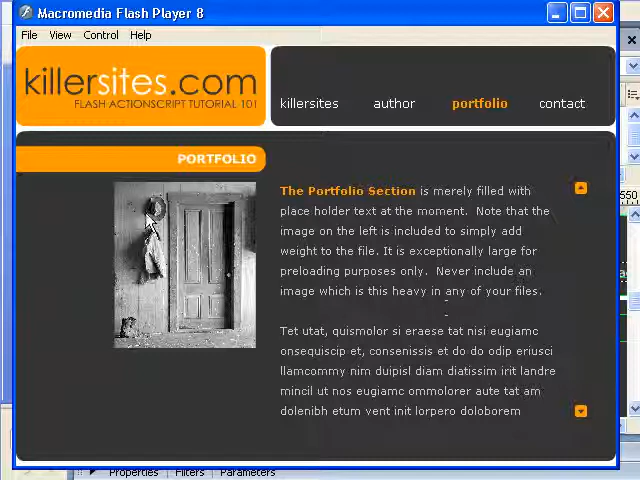 Macromedia Flash Player 8
File View Control Help
killersites.com
FLASH ACTIONSCRIPT TUTORIAL 101
killersites author portfolio contact
PORTFOLIO
The Portfolio Section is merely filled with
place holder text at the moment. Note that the
image on the left is included to simply add
weight to the file. It is exceptionally large for
preloading purposes only. Never include an
image which is this heavy in any of your files.
Tet utat, quismolor si eraese tat nisi eugiamc
onsequiscip et, consenissis et do do odip eriusci
llamcommy nim duipisl diam diatissim irit landre
mincil ut nos eugiamc ommolorer aute tat am
dolenibh etum vent init lorpero doloborem
550
Properties Filters Parameters